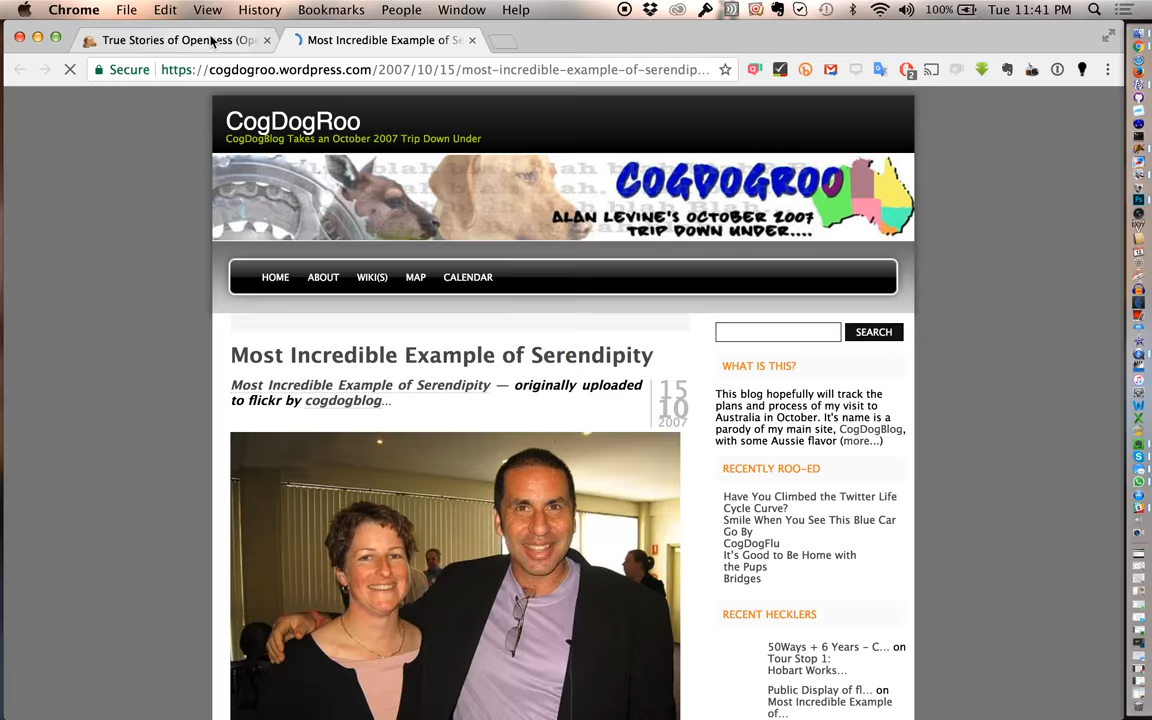 Chrome File Edit View History Bookmarks People Window Help 100% Tue 11:41 PM
True Stories of Openness (Ope Most Incredible Example of Se
Secure https://cogdogroo.wordpress.com/2007/10/15/most-incredible-example-of-serendip...
CogDogRoo
CogDogBlog Takes an October 2007 Trip Down Under
COGDOGROO
ALAN LEVINE'S OCTOBER 2007
TRIP DOWN UNDER....
HOME ABOUT WIKI(S) MAP CALENDAR
Most Incredible Example of Serendipity
Most Incredible Example of Serendipity — originally uploaded
to flickr by cogdogblog...
15
10
2007
SEARCH
WHAT IS THIS?
This blog hopefully will track the
plans and process of my visit to
Australia in October. It's name is a
parody of my main site, CogDogBlog,
with some Aussie flavor (more...)
RECENTLY ROO-ED
Have You Climbed the Twitter Life
Cycle Curve?
Smile When You See This Blue Car
Go By
CogDogFlu
It's Good to Be Home with
the Pups
Bridges
RECENT HECKLERS
50Ways + 6 Years – C... on
Tour Stop 1:
Hobart Works...
Public Display of fl... on
Most Incredible Example
of...